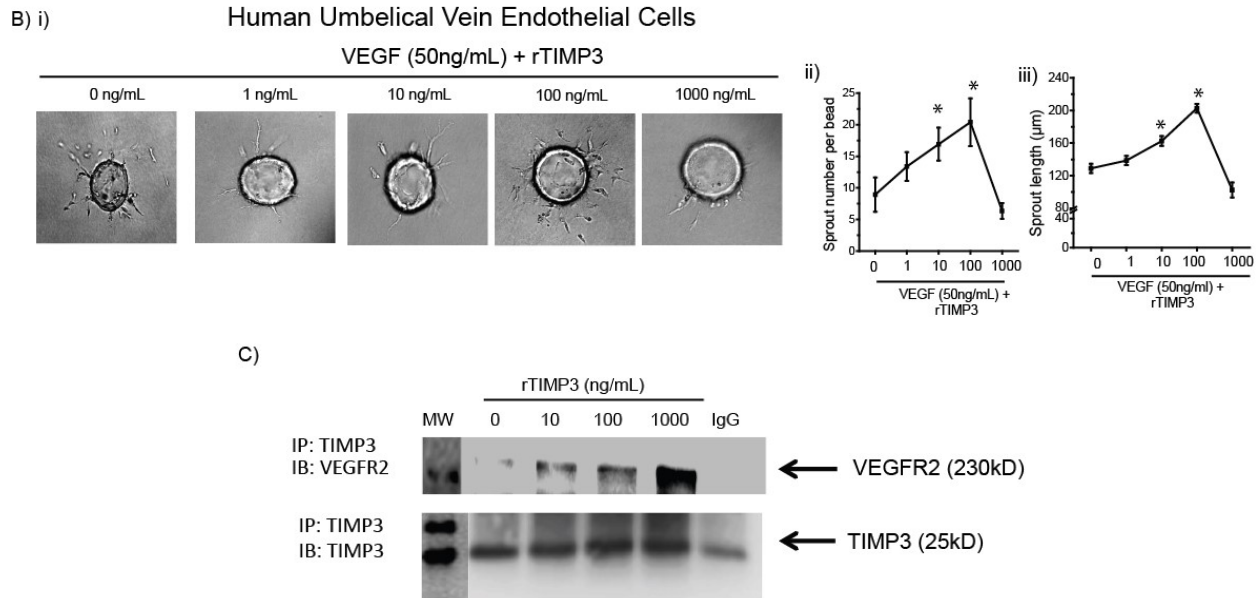 B) i)
Human Umbelical Vein Endothelial Cells
VEGF (50ng/mL) + rTIMP3
0 ng/mL
1 ng/mL
10 ng/mL
100 ng/mL
1000 ng/mL
ii)
Sprout number per bead
25
20
15
10
5
0
*
*
0 1 10 100 1000
VEGF (50ng/mL) +
rTIMP3
iii)
Sprout length (µm)
240
200
160
120
80
40
0
*
*
0 1 10 100 1000
VEGF (50ng/ml) +
rTIMP3
C)
rTIMP3 (ng/mL)
MW 0 10 100 1000 IgG
IP: TIMP3
IB: VEGFR2
VEGFR2 (230kD)
IP: TIMP3
IB: TIMP3
TIMP3 (25kD)